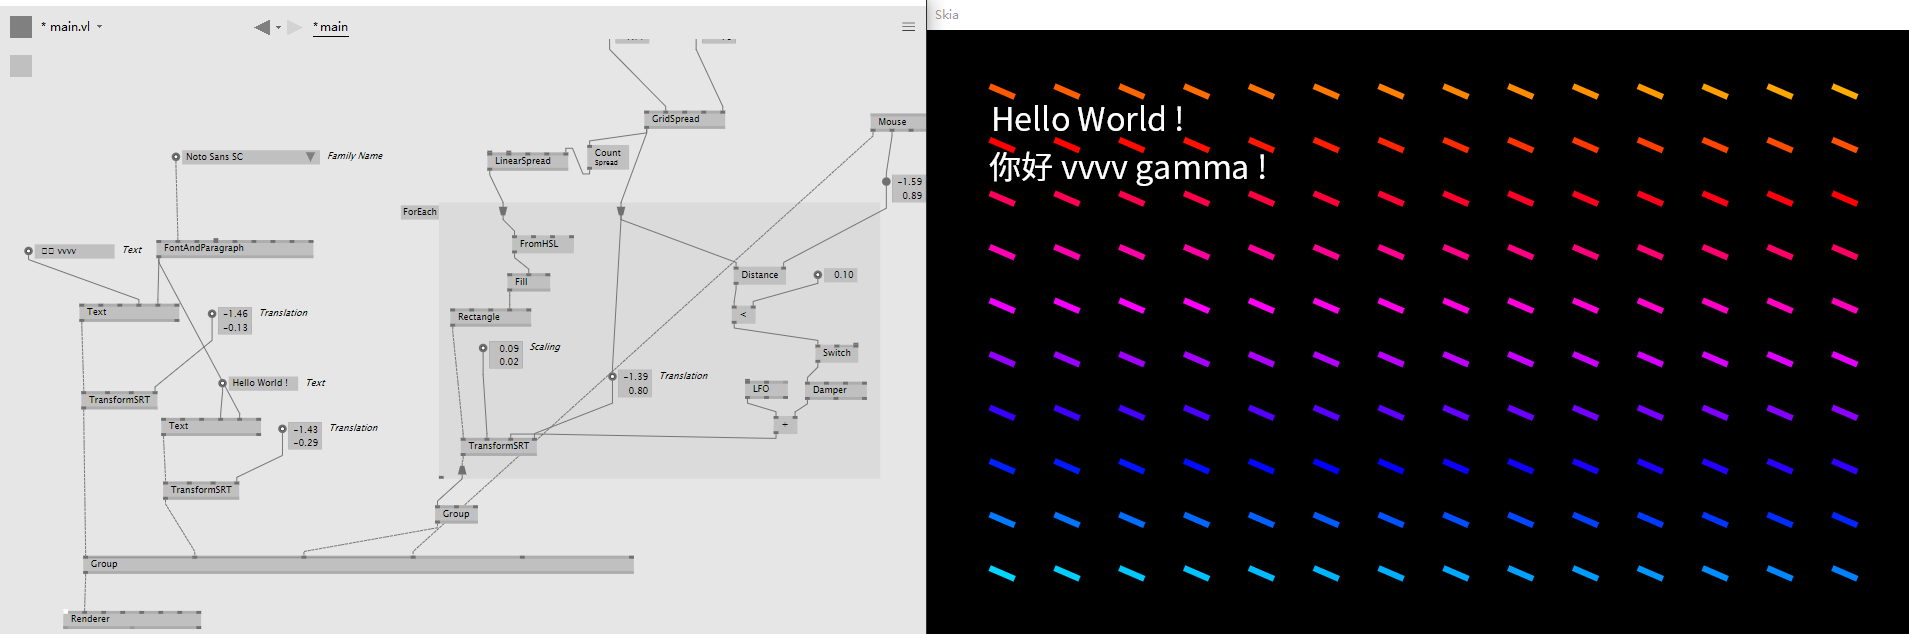 * main.vl
* main
Skia
GridSpread
Mouse
Noto Sans SC
Family Name
LinearSpread
Count
Spread
-1.59
0.89
ForEach
FromHSL
vvvv
Text
FontAndParagraph
Distance
0.10
Fill
Text
-1.46
-0.13
Translation
Rectangle
<
0.09
0.02
Scaling
Switch
Hello World !
Text
-1.39
0.80
Translation
LFO
Damper
TransformSRT
Text
-1.43
-0.29
Translation
+
TransformSRT
TransformSRT
Group
Group
Renderer
Hello World !
你好 vvvv gamma !